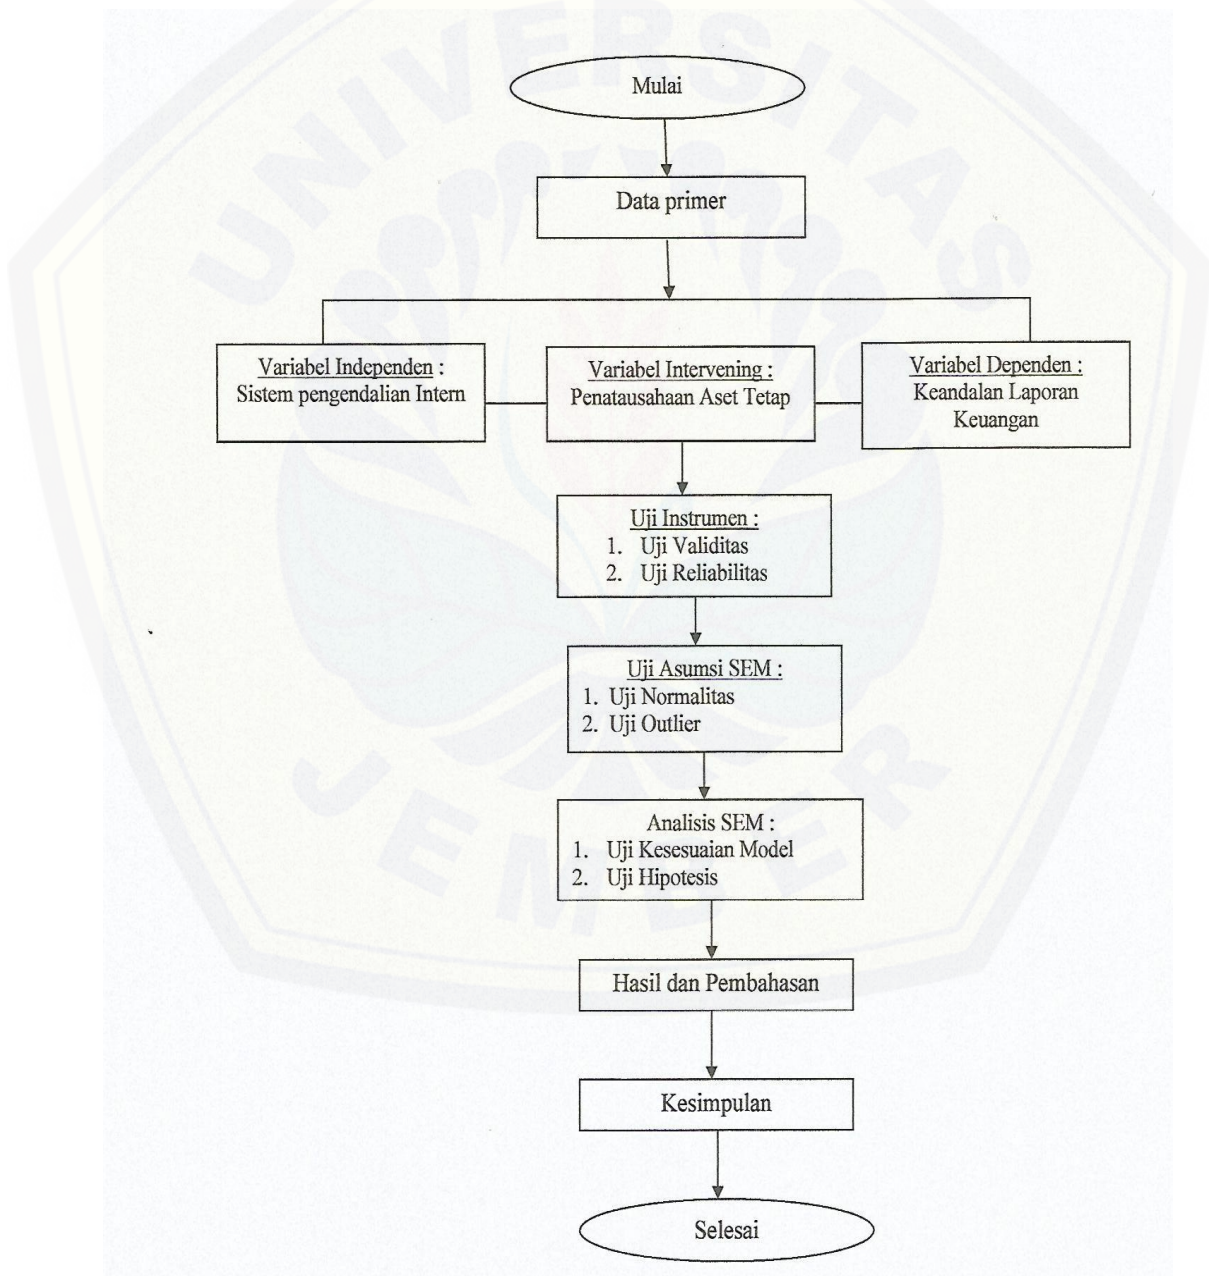 UNIVERSITAS
Mulai
Data primer
Variabel Independen :
Sistem pengendalian Intern
Variabel Intervening :
Penatausahaan Aset Tetap
Variabel Dependen :
Keandalan Laporan
Keuangan
Uji Instrumen :
1. Uji Validitas
2. Uji Reliabilitas
Uji Asumsi SEM :
1. Uji Normalitas
2. Uji Outlier
Analisis SEM :
1. Uji Kesesuaian Model
2. Uji Hipotesis
JEMBER
Hasil dan Pembahasan
Kesimpulan
Selesai